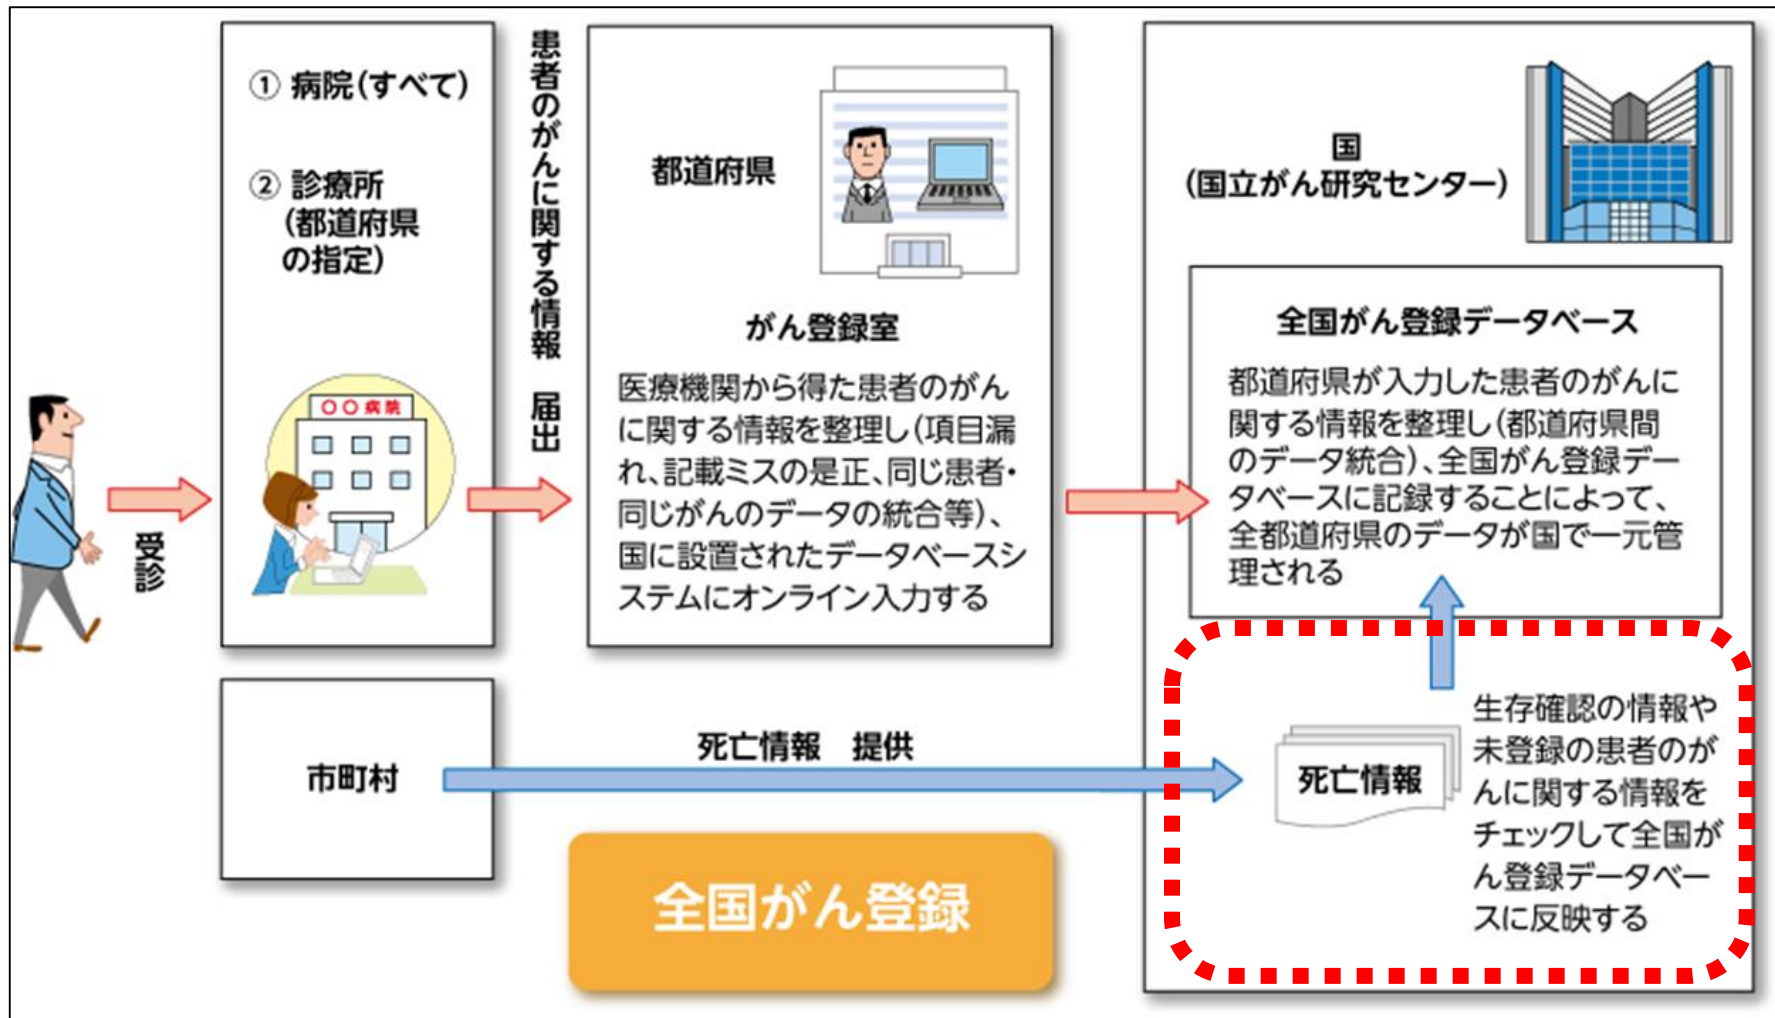 受診
① 病院(すべて)
② 診療所
(都道府県
の指定)
〇〇病院
患者のがんに関する情報 届出
都道府県
がん登録室
医療機関から得た患者のがん
に関する情報を整理し(項目漏
れ、記載ミスの是正、同じ患者・
同じがんのデータの統合等)、
国に設置されたデータベースシ
ステムにオンライン入力する
国
(国立がん研究センター)
全国がん登録データベース
都道府県が入力した患者のがんに
関する情報を整理し(都道府県間
のデータ統合)、全国がん登録デー
タベースに記録することによって、
全都道府県のデータが国で一元管
理される
市町村
死亡情報 提供
死亡情報
生存確認の情報や
未登録の患者のが
んに関する情報を
チェックして全国が
ん登録データベー
スに反映する
全国がん登録